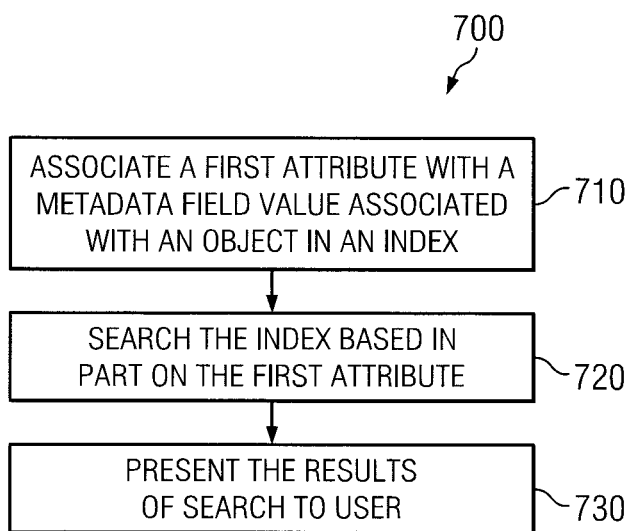 700
ASSOCIATE A FIRST ATTRIBUTE WITH A
METADATA FIELD VALUE ASSOCIATED
WITH AN OBJECT IN AN INDEX
710
SEARCH THE INDEX BASED IN
PART ON THE FIRST ATTRIBUTE
720
PRESENT THE RESULTS
OF SEARCH TO USER
730